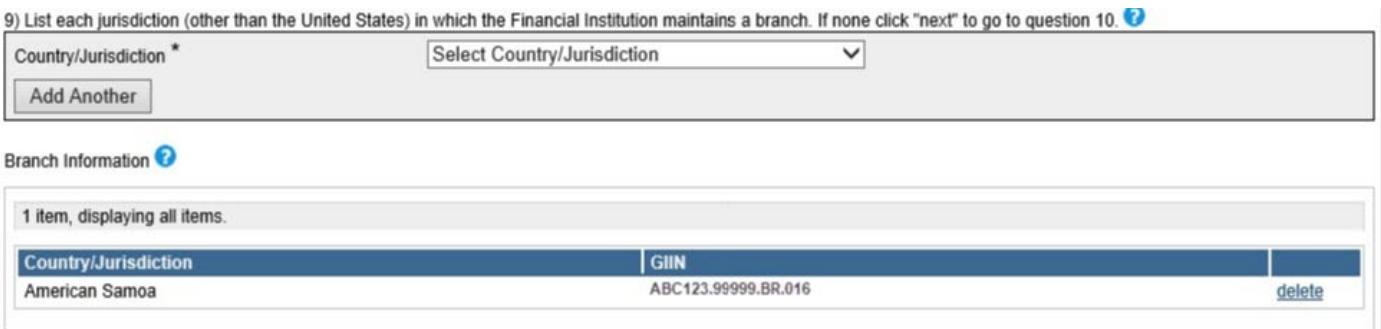 9) List each jurisdiction (other than the United States) in which the Financial Institution maintains a branch. If none click "next" to go to question 10. ?
Country/Jurisdiction * Select Country/Jurisdiction
Add Another
Branch Information ?
1 item, displaying all items.
Country/Jurisdiction GIIN
American Samoa ABC123.99999.BR.016 delete